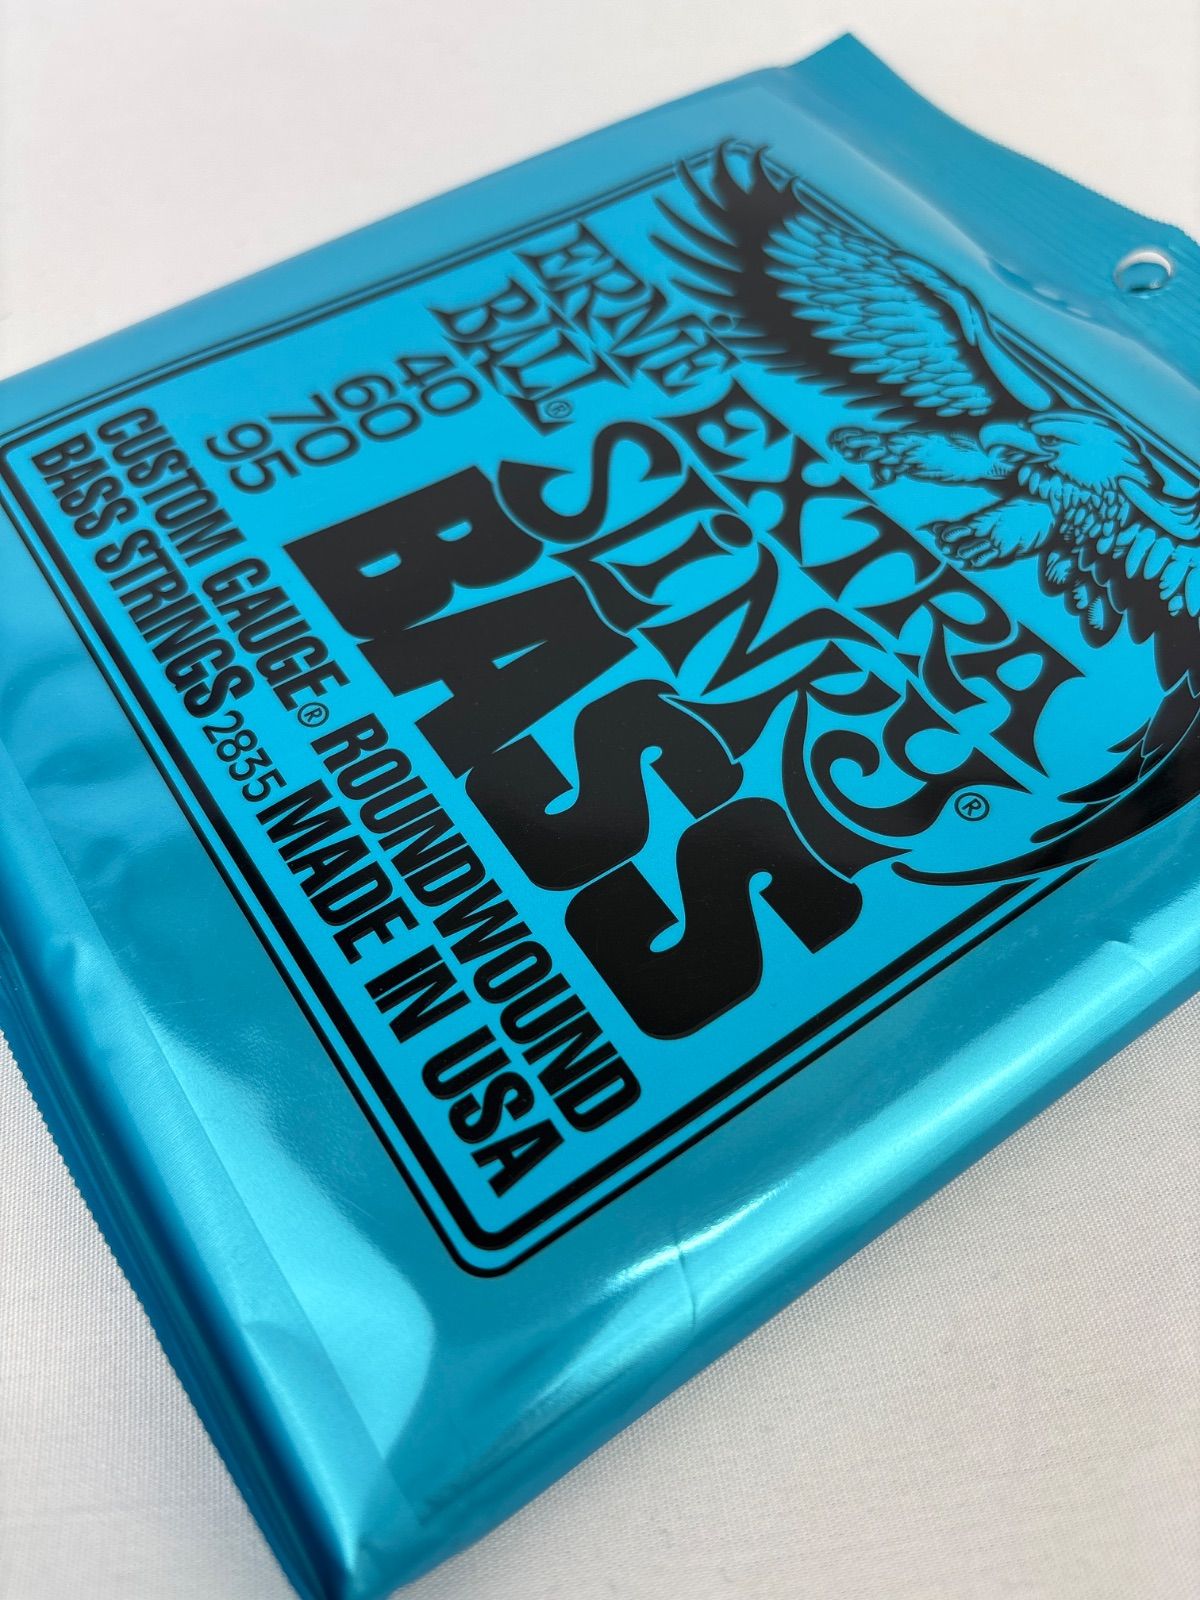 ERNIE
BALL®
EXTRA
SLINKY®
BASS
40
60
70
95
CUSTOM GAUGE® ROUNDWOUND
BASS STRINGS 2835 MADE IN USA